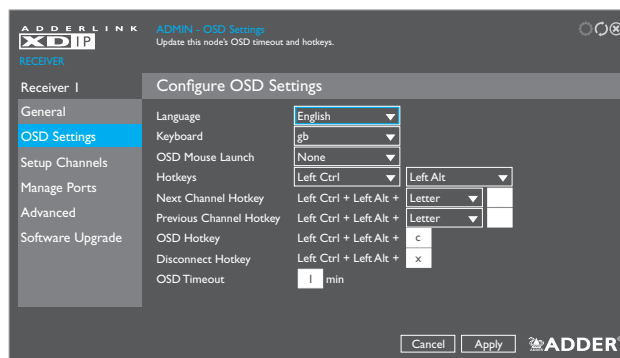 ADDERLINK
XDIP
RECEIVER
ADMIN - OSD Settings
Update this node's OSD timeout and hotkeys.
Receiver 1
General
OSD Settings
Setup Channels
Manage Ports
Advanced
Software Upgrade
Configure OSD Settings
Language English
Keyboard gb
OSD Mouse Launch None
Hotkeys Left Ctrl Left Alt
Next Channel Hotkey Left Ctrl + Left Alt + Letter
Previous Channel Hotkey Left Ctrl + Left Alt + Letter
OSD Hotkey Left Ctrl + Left Alt + c
Disconnect Hotkey Left Ctrl + Left Alt + x
OSD Timeout 1 min
Cancel Apply ADDER®